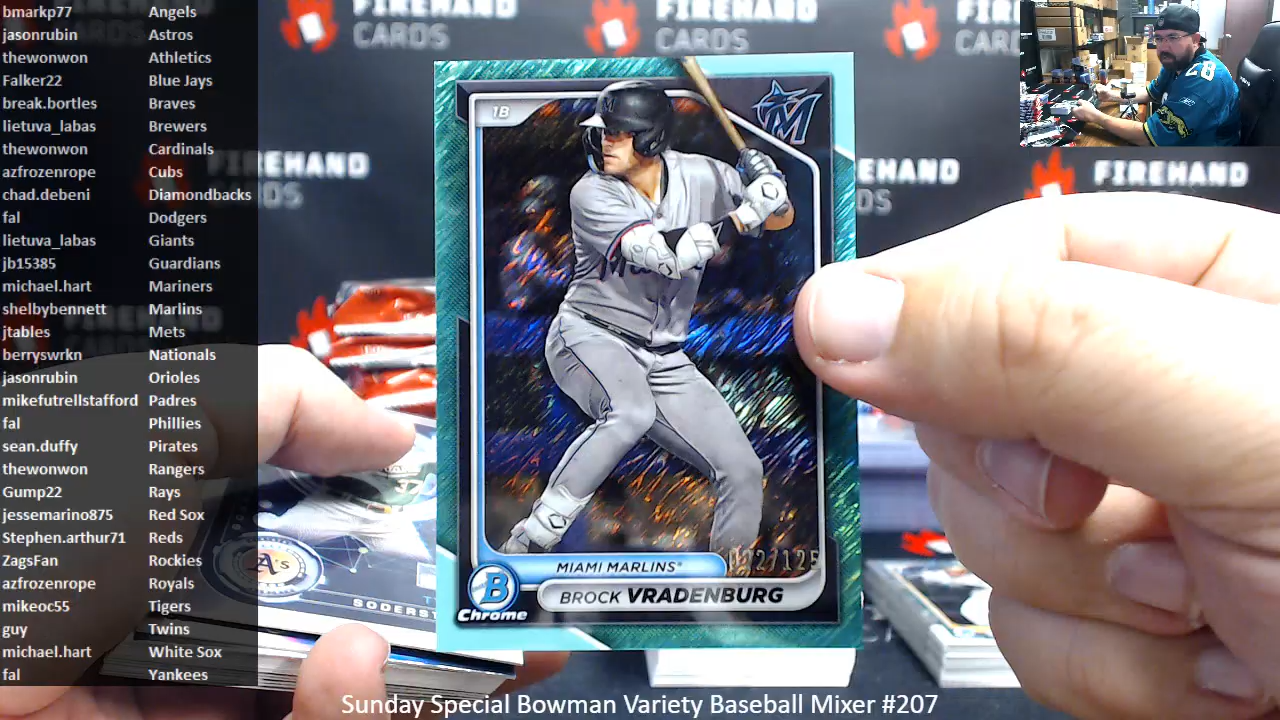 bmarkp77 Angels
jasonrubin Astros
thewonwon Athletics
Falker22 Blue Jays
break.bortles Braves
lietuva_labas Brewers
thewonwon Cardinals
azfrozenrope Cubs
chad.debeni Diamondbacks
fal Dodgers
lietuva_labas Giants
jb15385 Guardians
michael.hart Mariners
shelbybennett Marlins
jtables Mets
berryswrkn Nationals
jasonrubin Orioles
mikefutrellstafford Padres
fal Phillies
sean.duffy Pirates
thewonwon Rangers
Gump22 Rays
jessemarino875 Red Sox
Stephen.arthur71 Reds
ZagsFan Rockies
azfrozenrope Royals
mikeoc55 Tigers
guy Twins
michael.hart White Sox
fal Yankees
FIREHAND
CARDS
FIREHAND
CARDS
FIREHAND
CARDS
FIREHAND
CARDS
28
1B
M
MIAMI MARLINS®
B
Chrome
BROCK VRADENBURG
A's
SODERST
Sunday Special Bowman Variety Baseball Mixer #207